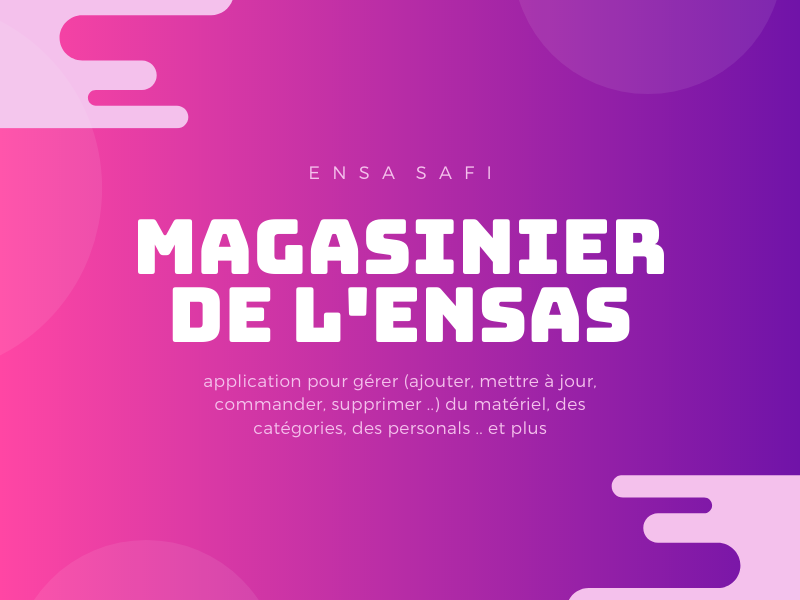 ENSA SAFI
MAGASINIER
DE L'ENSAS
application pour gérer (ajouter, mettre à jour,
commander, supprimer ..) du matériel, des
catégories, des personals .. et plus